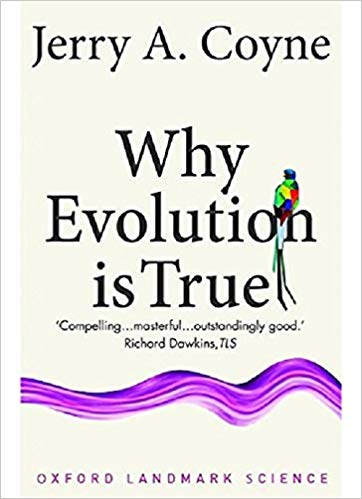 Jerry A. Coyne
Why
Evolution
is True
‘Compelling...masterful...outstandingly good.’
Richard Dawkins, TLS
OXFORD LANDMARK SCIENCE